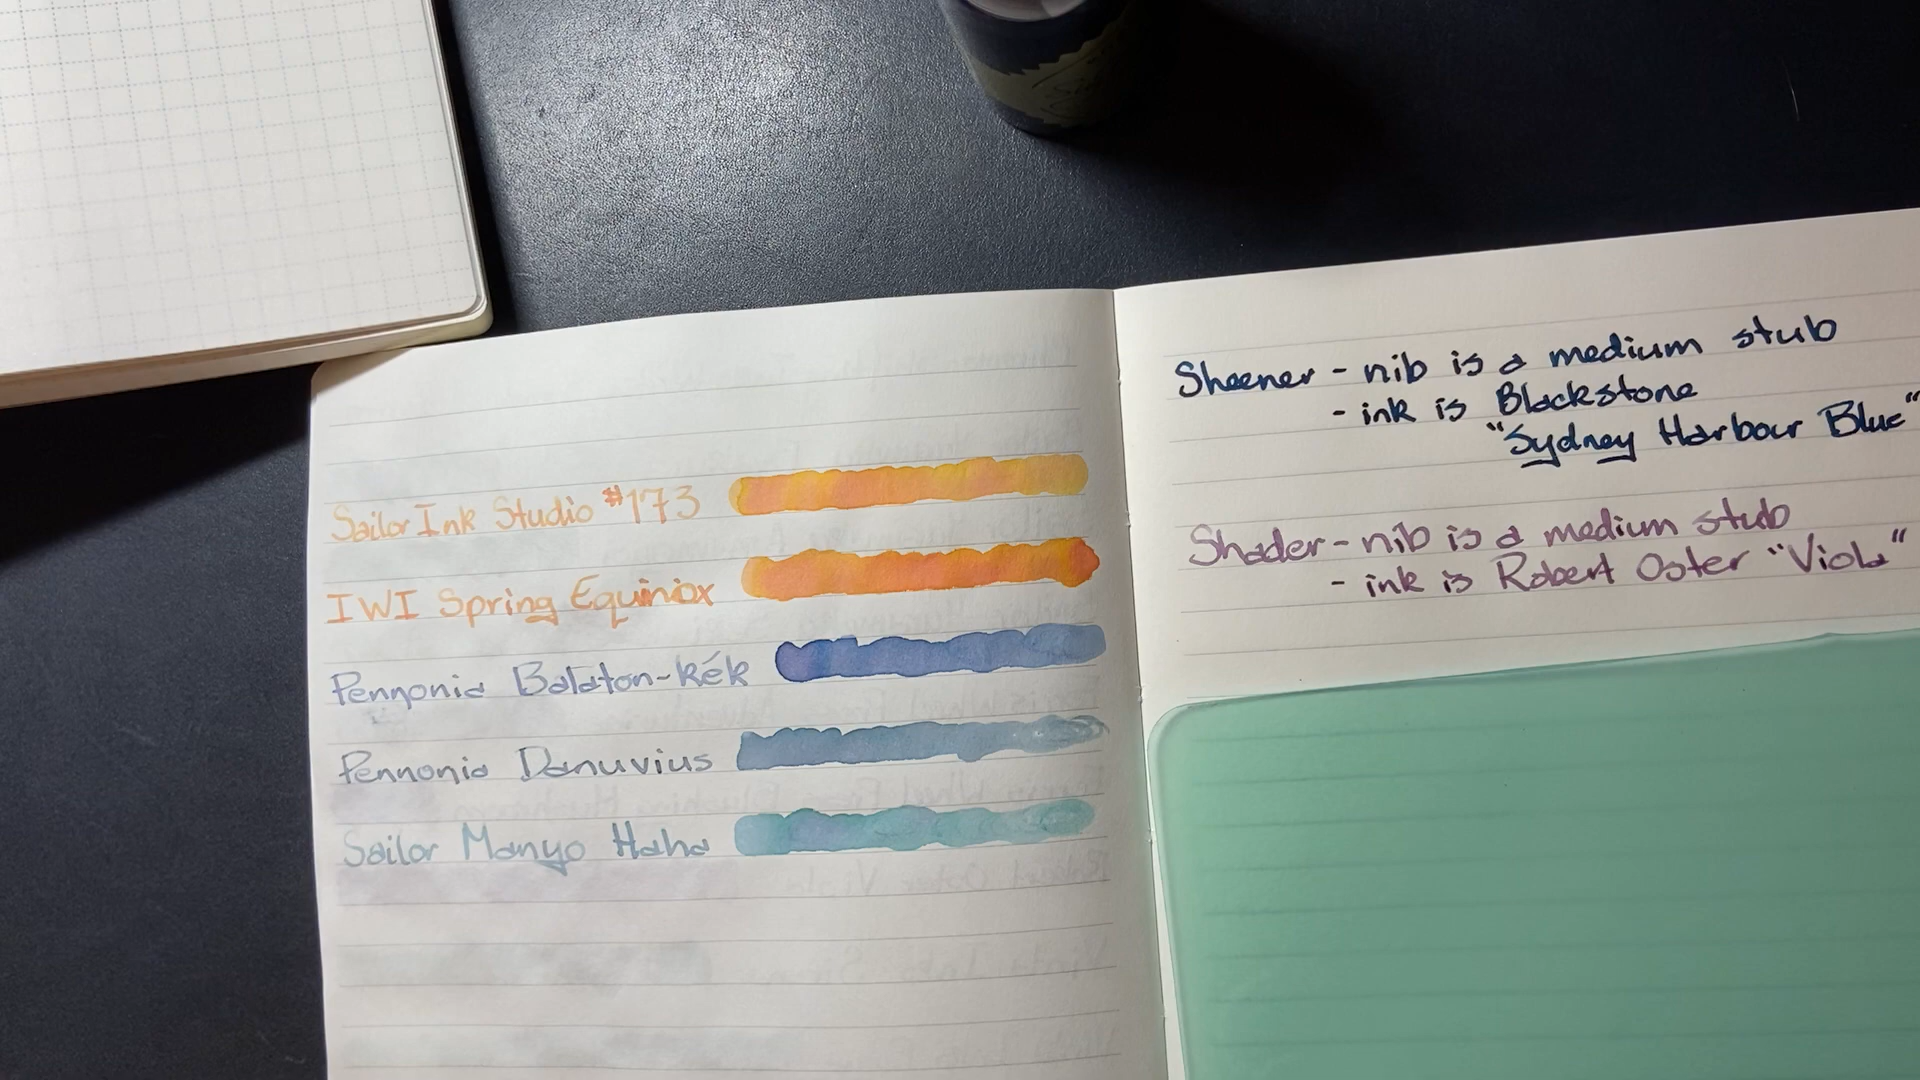 Sailor Ink Studio #173
IWI Spring Equinox
Pennonia Balaton-kék
Pennonia Danuvius
Sailor Manyo Haha
Sheener - nib is a medium stub
- ink is Blackstone
"Sydney Harbour Blue"
Shader - nib is a medium stub
- ink is Robert Oster "Viola"